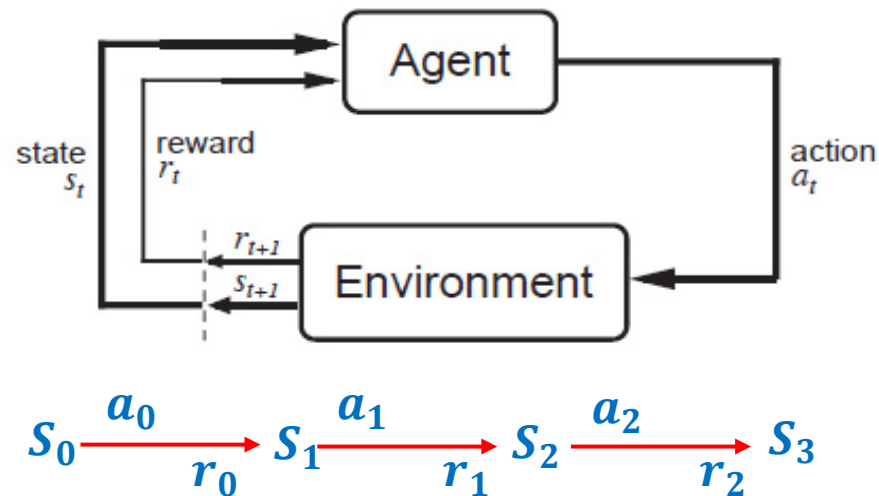 Agent
state
s_t
reward
r_t
action
a_t
r_{t+1}
s_{t+1}
Environment
S_0 a_0 r_0 S_1 a_1 r_1 S_2 a_2 r_2 S_3